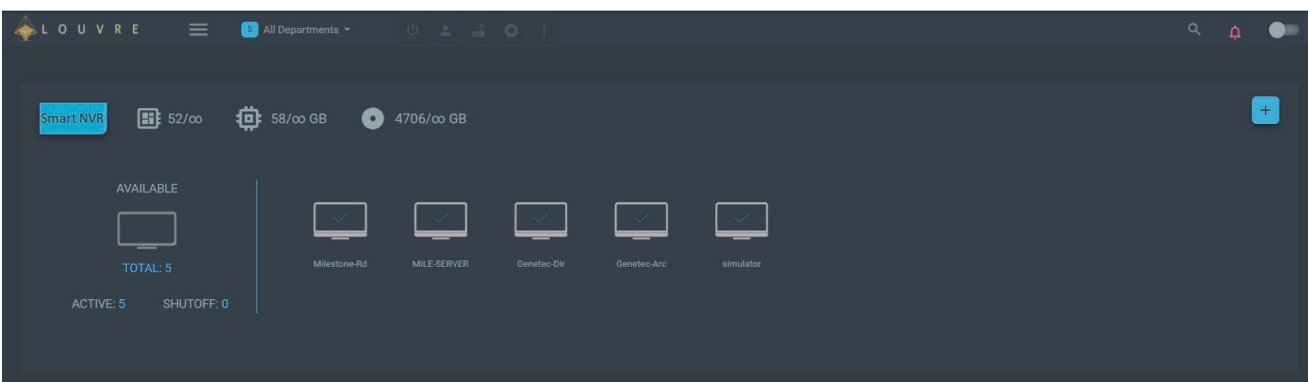 LOUVRE
5 All Departments
Smart NVR 52/∞ 58/∞ GB 4706/∞ GB
+
AVAILABLE
TOTAL: 5
ACTIVE: 5 SHUTOFF: 0
Milestone-Rd MILE-SERVER Genetec-Dir Genetec-Arc simulator